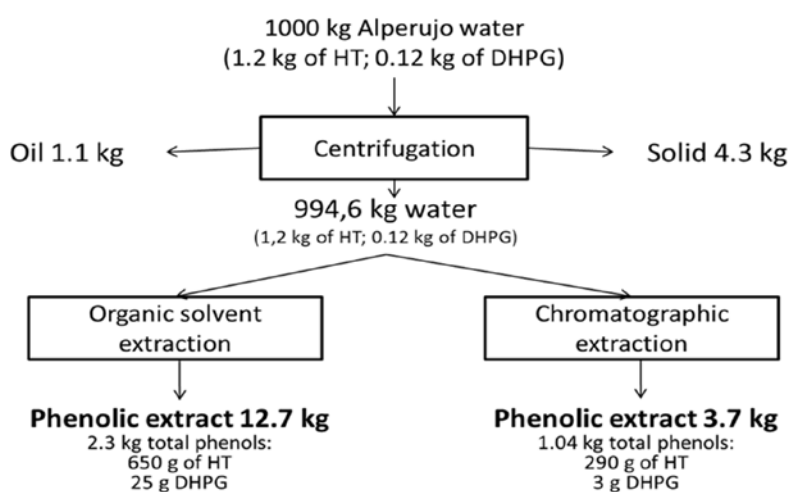 1000 kg Alperujo water
(1.2 kg of HT; 0.12 kg of DHPG)
Oil 1.1 kg
Centrifugation
Solid 4.3 kg
994,6 kg water
(1,2 kg of HT; 0.12 kg of DHPG)
Organic solvent
extraction
Phenolic extract 12.7 kg
2.3 kg total phenols:
650 g of HT
25 g DHPG
Chromatographic
extraction
Phenolic extract 3.7 kg
1.04 kg total phenols:
290 g of HT
3 g DHPG